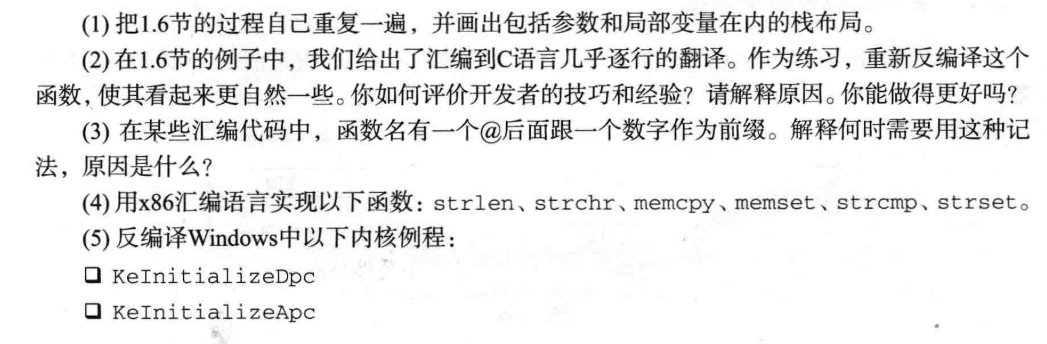 (1) 把1.6节的过程自己重复一遍，并画出包括参数和局部变量在内的栈布局。
(2) 在1.6节的例子中，我们给出了汇编到C语言几乎逐行的翻译。作为练习，重新反编译这个
函数，使其看起来更自然一些。你如何评价开发者的技巧和经验？请解释原因。你能做得更好吗？
(3) 在某些汇编代码中，函数名有一个@后面跟一个数字作为前缀。解释何时需要用这种记
法，原因是什么？
(4) 用x86汇编语言实现以下函数：strlen、strchr、memcpy、memset、strcmp、strset。
(5) 反编译Windows中以下内核例程：
❑ KeInitializeDpc
❑ KeInitializeApc